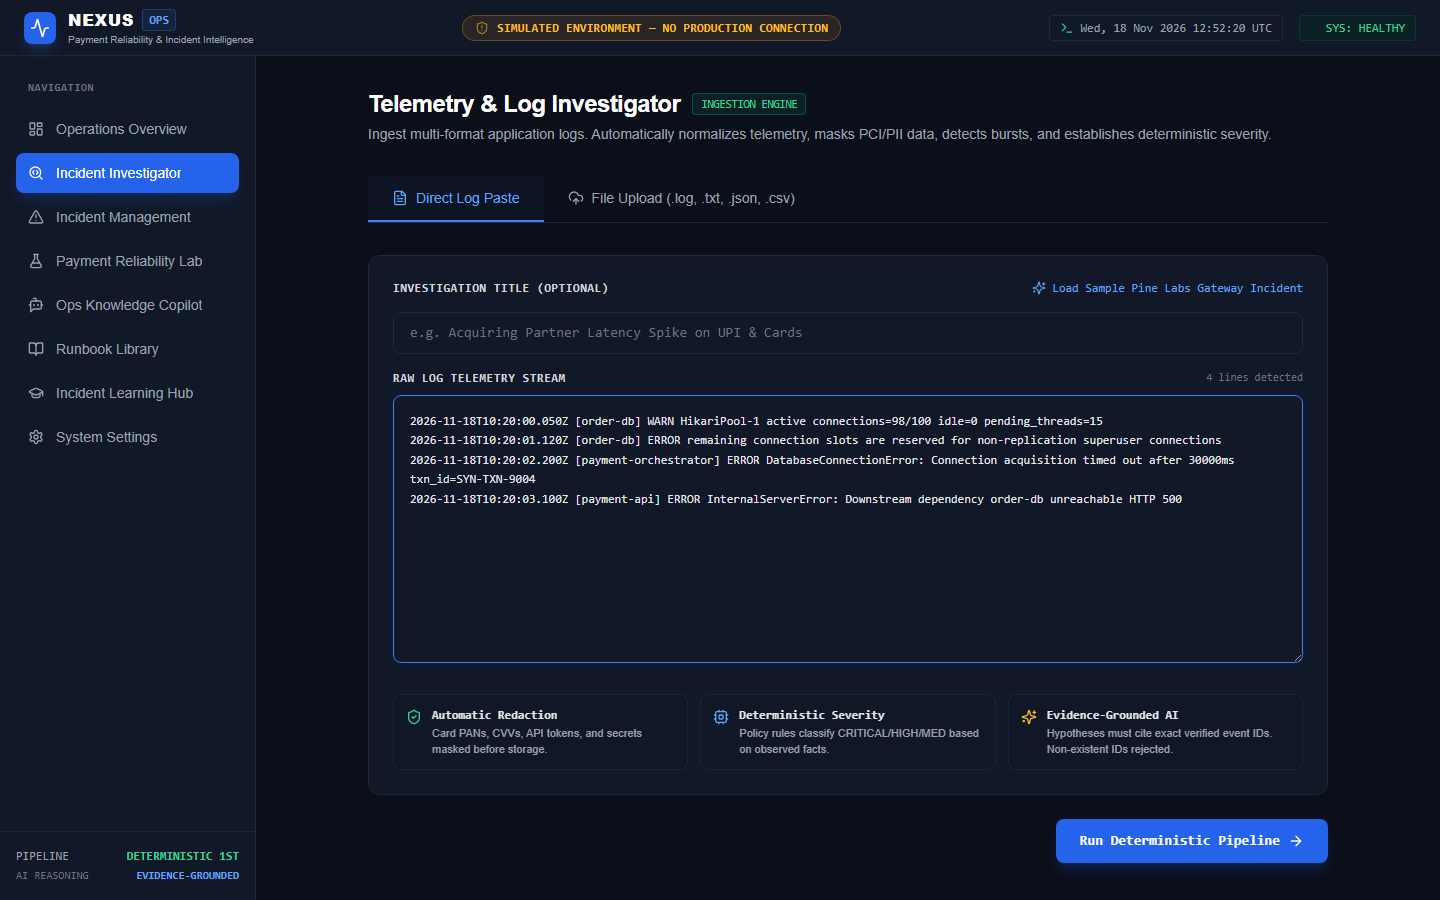 NEXUS OPS
Payment Reliability & Incident Intelligence
SIMULATED ENVIRONMENT — NO PRODUCTION CONNECTION
Wed, 18 Nov 2026 12:52:20 UTC
SYS: HEALTHY
NAVIGATION
Operations Overview
Incident Investigator
Incident Management
Payment Reliability Lab
Ops Knowledge Copilot
Runbook Library
Incident Learning Hub
System Settings
PIPELINE DETERMINISTIC 1ST
AI REASONING EVIDENCE-GROUNDED
Telemetry & Log Investigator INGESTION ENGINE
Ingest multi-format application logs. Automatically normalizes telemetry, masks PCI/PII data, detects bursts, and establishes deterministic severity.
Direct Log Paste
File Upload (.log, .txt, .json, .csv)
INVESTIGATION TITLE (OPTIONAL)
Load Sample Pine Labs Gateway Incident
e.g. Acquiring Partner Latency Spike on UPI & Cards
RAW LOG TELEMETRY STREAM
4 lines detected
2026-11-18T10:20:00.050Z [order-db] WARN HikariPool-1 active connections=98/100 idle=0 pending_threads=15
2026-11-18T10:20:01.120Z [order-db] ERROR remaining connection slots are reserved for non-replication superuser connections
2026-11-18T10:20:02.200Z [payment-orchestrator] ERROR DatabaseConnectionError: Connection acquisition timed out after 30000ms
txn_id=SYN-TXN-9004
2026-11-18T10:20:03.100Z [payment-api] ERROR InternalServerError: Downstream dependency order-db unreachable HTTP 500
Automatic Redaction
Card PANs, CVVs, API tokens, and secrets
masked before storage.
Deterministic Severity
Policy rules classify CRITICAL/HIGH/MED based
on observed facts.
Evidence-Grounded AI
Hypotheses must cite exact verified event IDs.
Non-existent IDs rejected.
Run Deterministic Pipeline